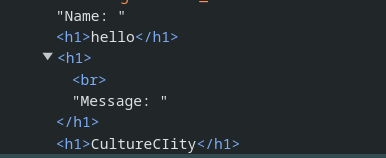 "Name: "
<h1>hello</h1>
<h1>
<br>
"Message: "
</h1>
<h1>CultureCIity</h1>